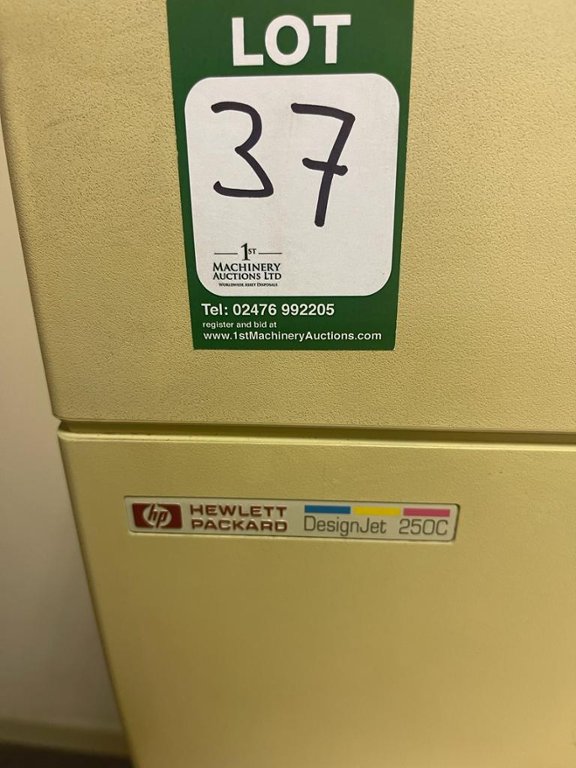 LOT
37
1ST
MACHINERY
AUCTIONS LTD
WORLDWIDE ASSET DISPOSALS
Tel: 02476 992205
register and bid at
www.1stMachineryAuctions.com
hp HEWLETT
PACKARD
DesignJet 250C